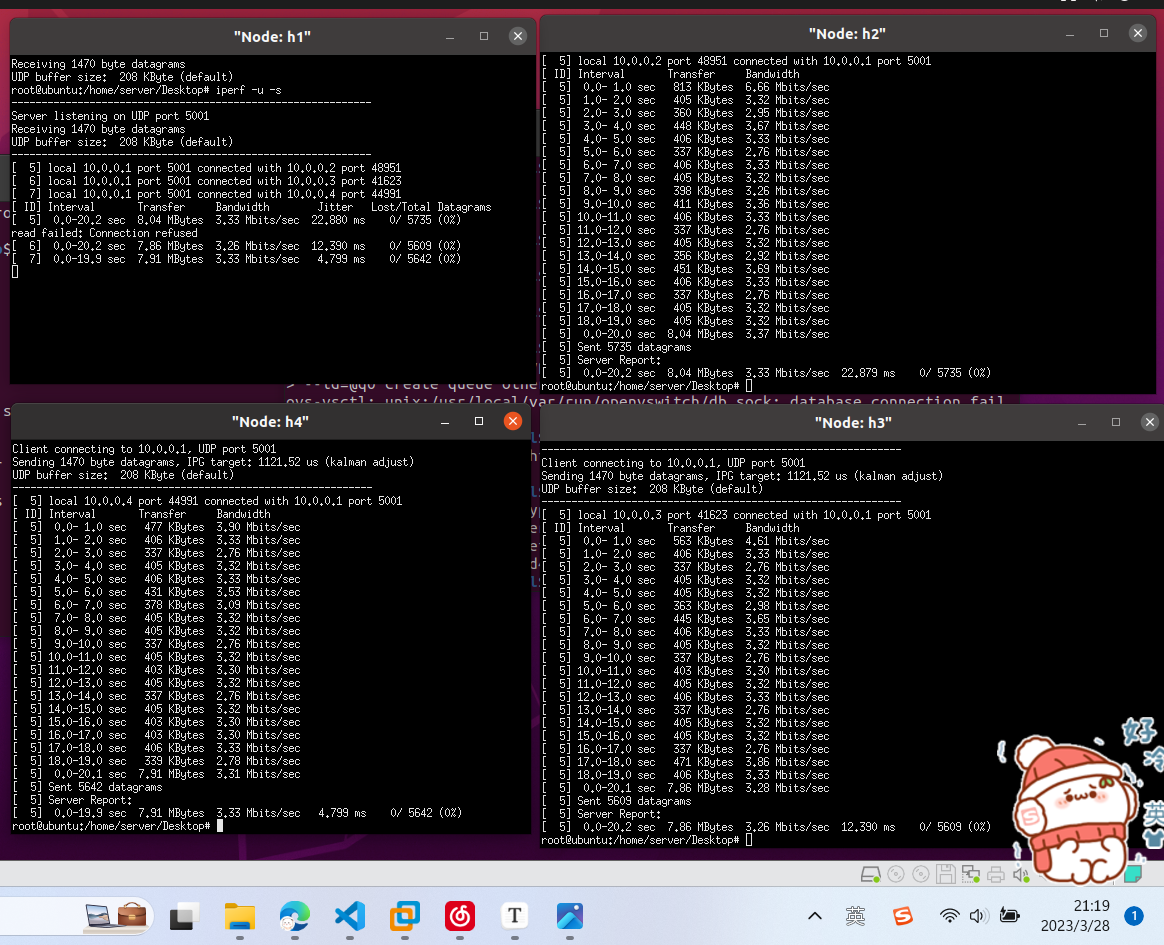 "Node: h1"
Receiving 1470 byte datagrams
UDP buffer size:  208 KByte (default)
root@ubuntu:/home/server/Desktop# iperf -u -s
------------------------------------------------------------
Server listening on UDP port 5001
Receiving 1470 byte datagrams
UDP buffer size:  208 KByte (default)
------------------------------------------------------------
[  5] local 10.0.0.1 port 5001 connected with 10.0.0.2 port 48951
[  6] local 10.0.0.1 port 5001 connected with 10.0.0.3 port 41623
[  7] local 10.0.0.1 port 5001 connected with 10.0.0.4 port 44991
[ ID] Interval       Transfer     Bandwidth        Jitter   Lost/Total Datagrams
[  5]  0.0-20.2 sec  8.04 MBytes  3.33 Mbits/sec  22.880 ms    0/ 5735 (0%)
read failed: Connection refused
[  6]  0.0-20.2 sec  7.86 MBytes  3.26 Mbits/sec  12.390 ms    0/ 5609 (0%)
[  7]  0.0-19.9 sec  7.91 MBytes  3.33 Mbits/sec   4.799 ms    0/ 5642 (0%)
"Node: h2"
[  5] local 10.0.0.2 port 48951 connected with 10.0.0.1 port 5001
[ ID] Interval       Transfer     Bandwidth
[  5]  0.0- 1.0 sec   813 KBytes  6.66 Mbits/sec
[  5]  1.0- 2.0 sec   405 KBytes  3.32 Mbits/sec
[  5]  2.0- 3.0 sec   360 KBytes  2.95 Mbits/sec
[  5]  3.0- 4.0 sec   448 KBytes  3.67 Mbits/sec
[  5]  4.0- 5.0 sec   406 KBytes  3.33 Mbits/sec
[  5]  5.0- 6.0 sec   337 KBytes  2.76 Mbits/sec
[  5]  6.0- 7.0 sec   406 KBytes  3.33 Mbits/sec
[  5]  7.0- 8.0 sec   405 KBytes  3.32 Mbits/sec
[  5]  8.0- 9.0 sec   398 KBytes  3.26 Mbits/sec
[  5]  9.0-10.0 sec   411 KBytes  3.36 Mbits/sec
[  5] 10.0-11.0 sec   406 KBytes  3.33 Mbits/sec
[  5] 11.0-12.0 sec   337 KBytes  2.76 Mbits/sec
[  5] 12.0-13.0 sec   405 KBytes  3.32 Mbits/sec
[  5] 13.0-14.0 sec   356 KBytes  2.92 Mbits/sec
[  5] 14.0-15.0 sec   451 KBytes  3.69 Mbits/sec
[  5] 15.0-16.0 sec   406 KBytes  3.33 Mbits/sec
[  5] 16.0-17.0 sec   337 KBytes  2.76 Mbits/sec
[  5] 17.0-18.0 sec   405 KBytes  3.32 Mbits/sec
[  5] 18.0-19.0 sec   405 KBytes  3.32 Mbits/sec
[  5]  0.0-20.0 sec  8.04 MBytes  3.37 Mbits/sec
[  5] Sent 5735 datagrams
[  5] Server Report:
[  5]  0.0-20.2 sec  8.04 MBytes  3.33 Mbits/sec  22.879 ms    0/ 5735 (0%)
root@ubuntu:/home/server/Desktop#
"Node: h4"
Client connecting to 10.0.0.1, UDP port 5001
Sending 1470 byte datagrams, IPG target: 1121.52 us (kalman adjust)
UDP buffer size:  208 KByte (default)
------------------------------------------------------------
[  5] local 10.0.0.4 port 44991 connected with 10.0.0.1 port 5001
[ ID] Interval       Transfer     Bandwidth
[  5]  0.0- 1.0 sec   477 KBytes  3.90 Mbits/sec
[  5]  1.0- 2.0 sec   406 KBytes  3.33 Mbits/sec
[  5]  2.0- 3.0 sec   337 KBytes  2.76 Mbits/sec
[  5]  3.0- 4.0 sec   405 KBytes  3.32 Mbits/sec
[  5]  4.0- 5.0 sec   406 KBytes  3.33 Mbits/sec
[  5]  5.0- 6.0 sec   431 KBytes  3.53 Mbits/sec
[  5]  6.0- 7.0 sec   378 KBytes  3.09 Mbits/sec
[  5]  7.0- 8.0 sec   405 KBytes  3.32 Mbits/sec
[  5]  8.0- 9.0 sec   405 KBytes  3.32 Mbits/sec
[  5]  9.0-10.0 sec   337 KBytes  2.76 Mbits/sec
[  5] 10.0-11.0 sec   405 KBytes  3.32 Mbits/sec
[  5] 11.0-12.0 sec   403 KBytes  3.30 Mbits/sec
[  5] 12.0-13.0 sec   405 KBytes  3.32 Mbits/sec
[  5] 13.0-14.0 sec   337 KBytes  2.76 Mbits/sec
[  5] 14.0-15.0 sec   405 KBytes  3.32 Mbits/sec
[  5] 15.0-16.0 sec   403 KBytes  3.30 Mbits/sec
[  5] 16.0-17.0 sec   403 KBytes  3.30 Mbits/sec
[  5] 17.0-18.0 sec   406 KBytes  3.33 Mbits/sec
[  5] 18.0-19.0 sec   339 KBytes  2.78 Mbits/sec
[  5]  0.0-20.1 sec  7.91 MBytes  3.31 Mbits/sec
[  5] Sent 5642 datagrams
[  5] Server Report:
[  5]  0.0-19.9 sec  7.91 MBytes  3.33 Mbits/sec   4.799 ms    0/ 5642 (0%)
root@ubuntu:/home/server/Desktop#
"Node: h3"
------------------------------------------------------------
Client connecting to 10.0.0.1, UDP port 5001
Sending 1470 byte datagrams, IPG target: 1121.52 us (kalman adjust)
UDP buffer size:  208 KByte (default)
------------------------------------------------------------
[  5] local 10.0.0.3 port 41623 connected with 10.0.0.1 port 5001
[ ID] Interval       Transfer     Bandwidth
[  5]  0.0- 1.0 sec   563 KBytes  4.61 Mbits/sec
[  5]  1.0- 2.0 sec   406 KBytes  3.33 Mbits/sec
[  5]  2.0- 3.0 sec   337 KBytes  2.76 Mbits/sec
[  5]  3.0- 4.0 sec   405 KBytes  3.32 Mbits/sec
[  5]  4.0- 5.0 sec   405 KBytes  3.32 Mbits/sec
[  5]  5.0- 6.0 sec   363 KBytes  2.98 Mbits/sec
[  5]  6.0- 7.0 sec   445 KBytes  3.65 Mbits/sec
[  5]  7.0- 8.0 sec   406 KBytes  3.33 Mbits/sec
[  5]  8.0- 9.0 sec   405 KBytes  3.32 Mbits/sec
[  5]  9.0-10.0 sec   337 KBytes  2.76 Mbits/sec
[  5] 10.0-11.0 sec   403 KBytes  3.30 Mbits/sec
[  5] 11.0-12.0 sec   405 KBytes  3.32 Mbits/sec
[  5] 12.0-13.0 sec   406 KBytes  3.33 Mbits/sec
[  5] 13.0-14.0 sec   337 KBytes  2.76 Mbits/sec
[  5] 14.0-15.0 sec   405 KBytes  3.32 Mbits/sec
[  5] 15.0-16.0 sec   405 KBytes  3.32 Mbits/sec
[  5] 16.0-17.0 sec   337 KBytes  2.76 Mbits/sec
[  5] 17.0-18.0 sec   471 KBytes  3.86 Mbits/sec
[  5] 18.0-19.0 sec   406 KBytes  3.33 Mbits/sec
[  5]  0.0-20.1 sec  7.86 MBytes  3.28 Mbits/sec
[  5] Sent 5609 datagrams
[  5] Server Report:
[  5]  0.0-20.2 sec  7.86 MBytes  3.26 Mbits/sec  12.390 ms    0/ 5609 (0%)
root@ubuntu:/home/server/Desktop#
好
冷
英
T
英
21:19
2023/3/28
1